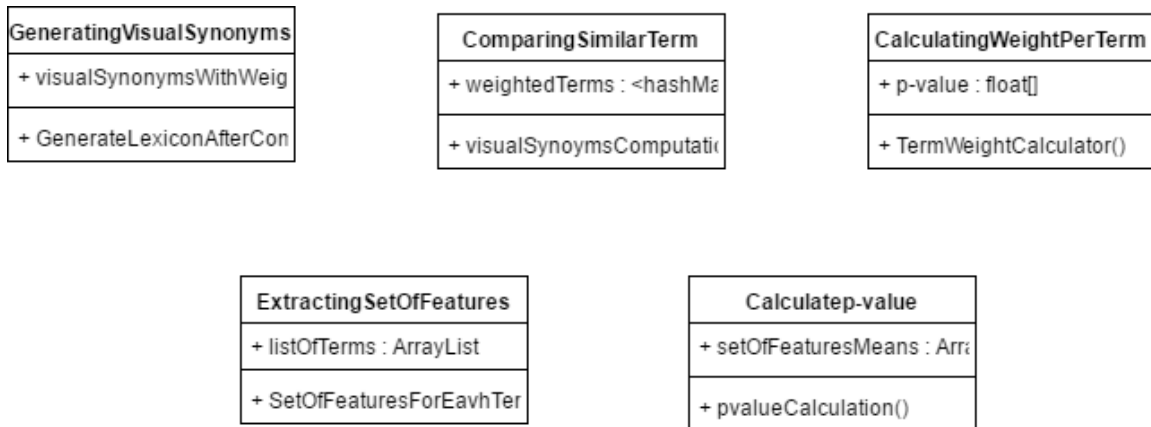 GeneratingVisualSynonyms
+ visualSynonymsWithWeig
+ GenerateLexiconAfterCon
ComparingSimilarTerm
+ weightedTerms : <hashMa
+ visualSynoymsComputatio
CalculatingWeightPerTerm
+ p-value : float[]
+ TermWeightCalculator()
ExtractingSetOfFeatures
+ listOfTerms : ArrayList
+ SetOfFeaturesForEavhTer
Calculatep-value
+ setOfFeaturesMeans : Arra
+ pvalueCalculation()